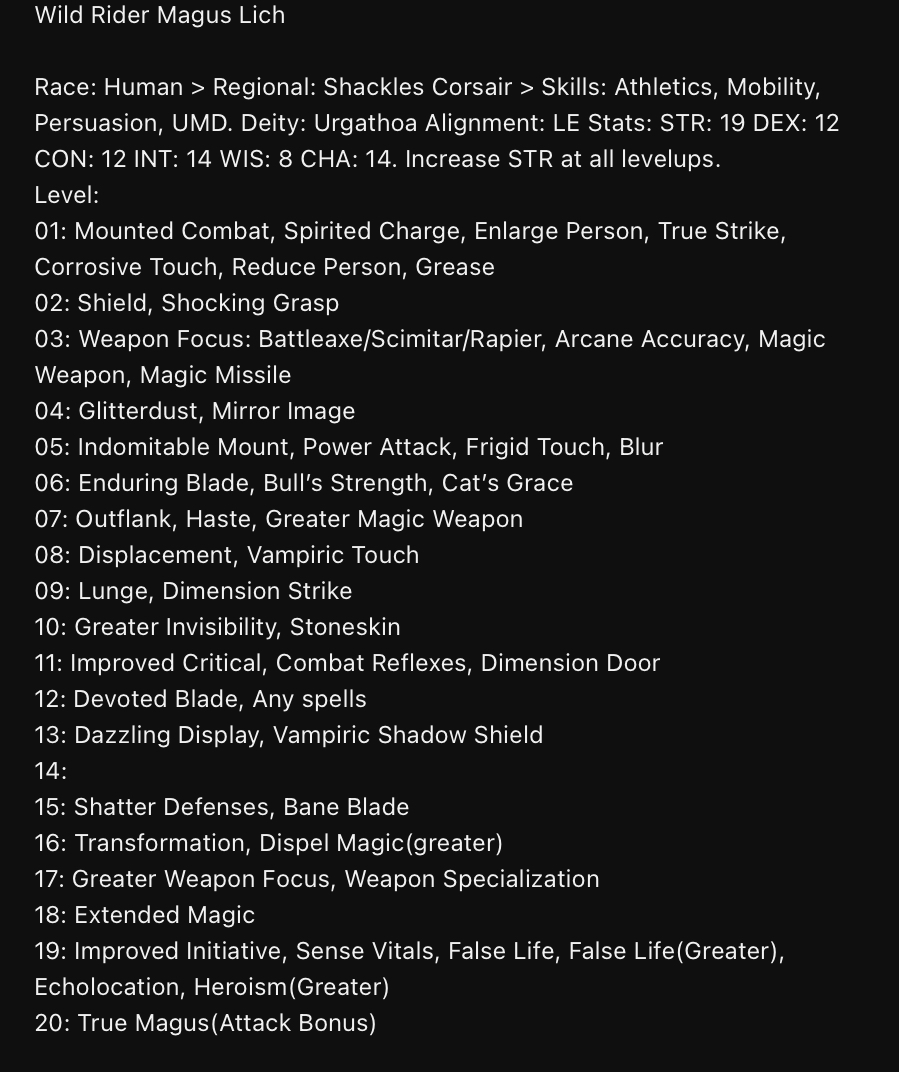 Wild Rider Magus Lich
Race: Human > Regional: Shackles Corsair > Skills: Athletics, Mobility,
Persuasion, UMD. Deity: Urgathoa Alignment: LE Stats: STR: 19 DEX: 12
CON: 12 INT: 14 WIS: 8 CHA: 14. Increase STR at all levelups.
Level:
01: Mounted Combat, Spirited Charge, Enlarge Person, True Strike,
Corrosive Touch, Reduce Person, Grease
02: Shield, Shocking Grasp
03: Weapon Focus: Battleaxe/Scimitar/Rapier, Arcane Accuracy, Magic
Weapon, Magic Missile
04: Glitterdust, Mirror Image
05: Indomitable Mount, Power Attack, Frigid Touch, Blur
06: Enduring Blade, Bull’s Strength, Cat’s Grace
07: Outflank, Haste, Greater Magic Weapon
08: Displacement, Vampiric Touch
09: Lunge, Dimension Strike
10: Greater Invisibility, Stoneskin
11: Improved Critical, Combat Reflexes, Dimension Door
12: Devoted Blade, Any spells
13: Dazzling Display, Vampiric Shadow Shield
14:
15: Shatter Defenses, Bane Blade
16: Transformation, Dispel Magic(greater)
17: Greater Weapon Focus, Weapon Specialization
18: Extended Magic
19: Improved Initiative, Sense Vitals, False Life, False Life(Greater),
Echolocation, Heroism(Greater)
20: True Magus(Attack Bonus)